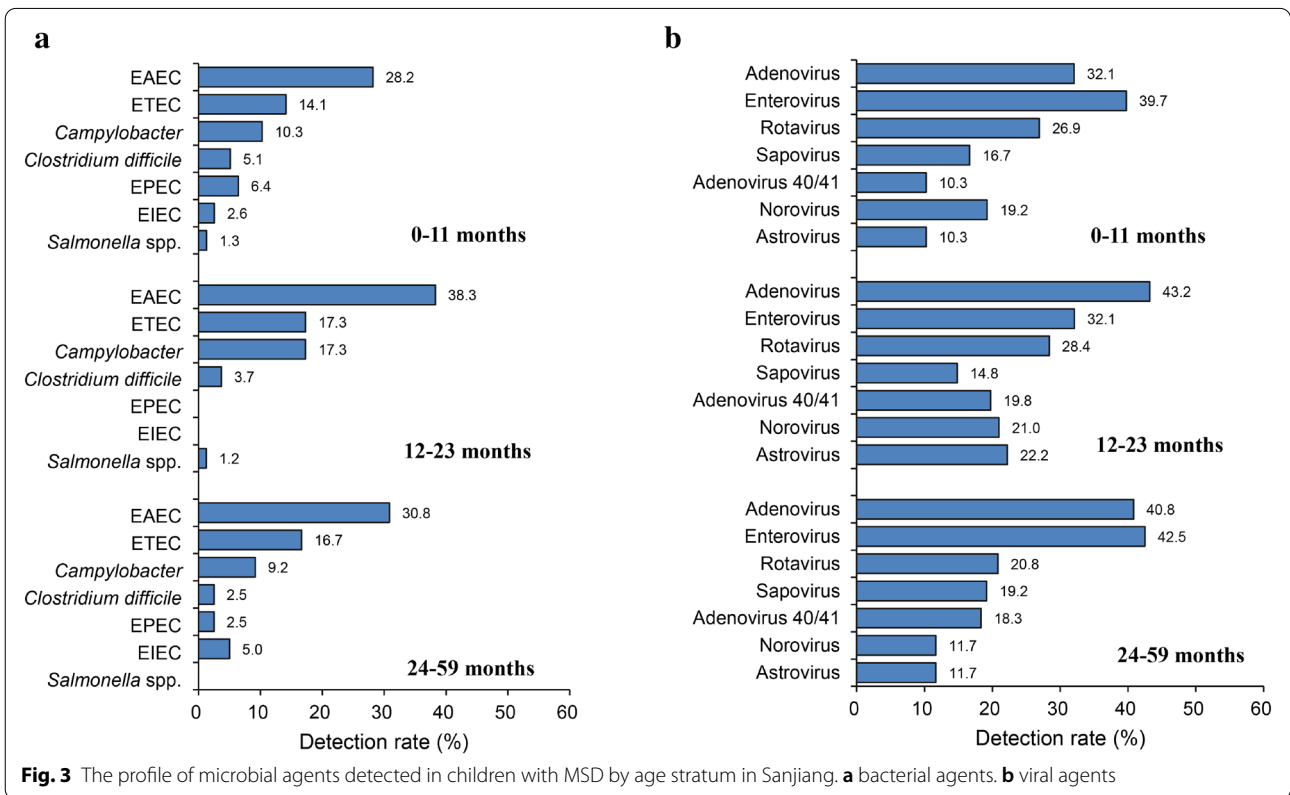 a
EAEC 28.2
ETEC 14.1
Campylobacter 10.3
Clostridium difficile 5.1
EPEC 6.4
EIEC 2.6
Salmonella spp. 1.3
0-11 months
EAEC 38.3
ETEC 17.3
Campylobacter 17.3
Clostridium difficile 3.7
EPEC
EIEC
12-23 months
Salmonella spp. 1.2
EAEC 30.8
ETEC 16.7
Campylobacter 9.2
Clostridium difficile 2.5
EPEC 2.5
EIEC 5.0
24-59 months
Salmonella spp.
0 10 20 30 40 50 60
Detection rate (%)
b
Adenovirus 32.1
Enterovirus 39.7
Rotavirus 26.9
Sapovirus 16.7
Adenovirus 40/41 10.3
Norovirus 19.2
Astrovirus 10.3
0-11 months
Adenovirus 43.2
Enterovirus 32.1
Rotavirus 28.4
Sapovirus 14.8
Adenovirus 40/41 19.8
Norovirus 21.0
12-23 months
Astrovirus 22.2
Adenovirus 40.8
Enterovirus 42.5
Rotavirus 20.8
Sapovirus 19.2
Adenovirus 40/41 18.3
Norovirus 11.7
24-59 months
Astrovirus 11.7
0 10 20 30 40 50 60
Detection rate (%)
Fig. 3 The profile of microbial agents detected in children with MSD by age stratum in Sanjiang. a bacterial agents. b viral agents